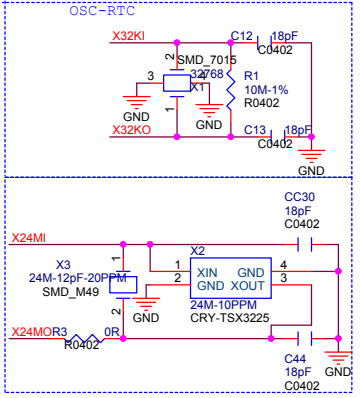 OSC-RTC
X32KI
C12 18pF
C0402
SMD_7015
2
32768
3 4
X1
1
R1
10M-1%
R0402
GND GND
X32KO
C13 18pF
C0402
GND
CC30
18pF
C0402
X24MI
X3
24M-12pF-20PPM
SMD_M49
1
2
X2
1 XIN GND 4
2 GND XOUT 3
24M-10PPM
CRY-TSX3225
GND
X24MO R3 0R
R0402
C44
18pF
C0402
GND